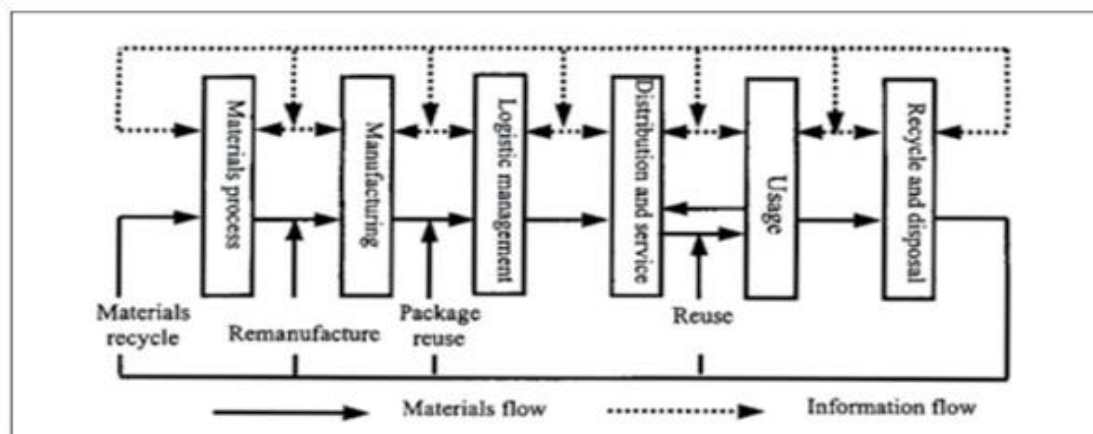 Materials process
Manufacturing
Logistic management
Distribution and service
Usage
Recycle and disposal
Materials
recycle
Remanufacture
Package
reuse
Reuse
Materials flow
Information flow